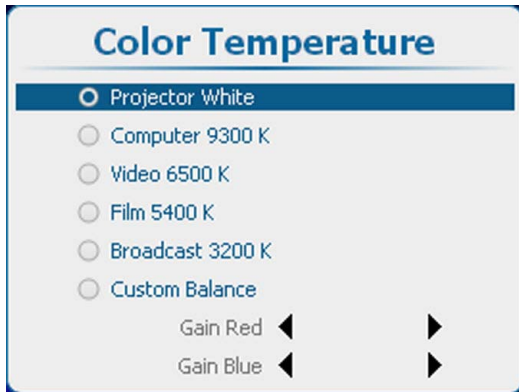 Color Temperature
Projector White
Computer 9300 K
Video 6500 K
Film 5400 K
Broadcast 3200 K
Custom Balance
Gain Red
Gain Blue